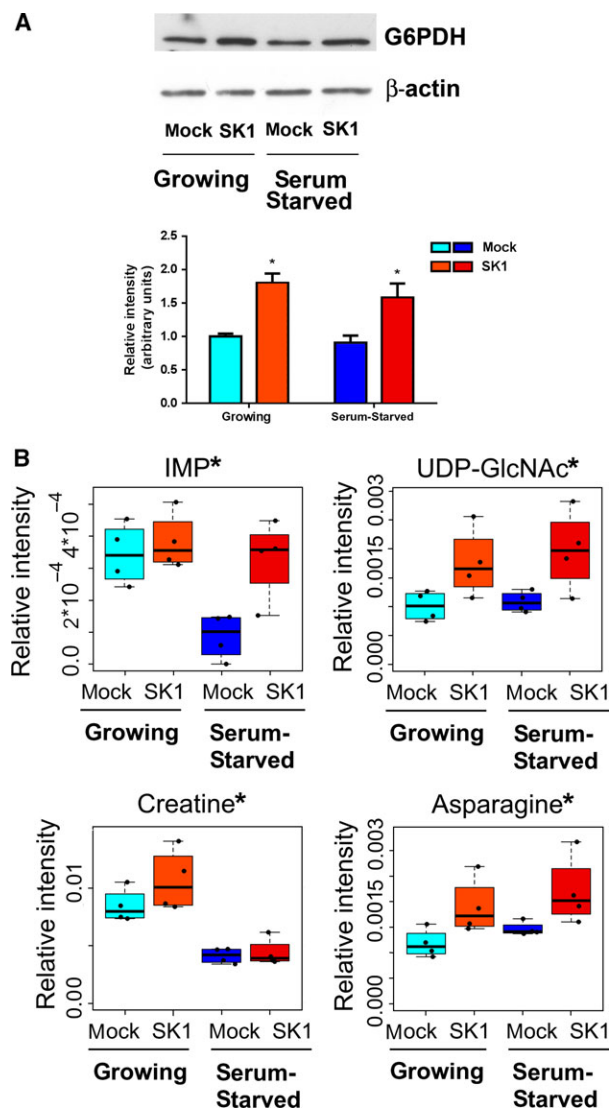 A
G6PDH
β-actin
Mock SK1 Mock SK1
Growing Serum Starved
Relative intensity
(arbitrary units)
2.5
2.0
1.5
1.0
0.5
0.0
* *
Growing Serum-Starved
Mock
SK1
B
IMP*
Relative intensity
0.0 2*10^-4 4*10^-4
Mock SK1 Mock SK1
Growing Serum-
Starved
UDP-GlcNAc*
Relative intensity
0.000 0.0015 0.003
Mock SK1 Mock SK1
Growing Serum-
Starved
Creatine*
Relative intensity
0.00 0.01
Mock SK1 Mock SK1
Growing Serum-
Starved
Asparagine*
Relative intensity
0.000 0.0015 0.003
Mock SK1 Mock SK1
Growing Serum-
Starved